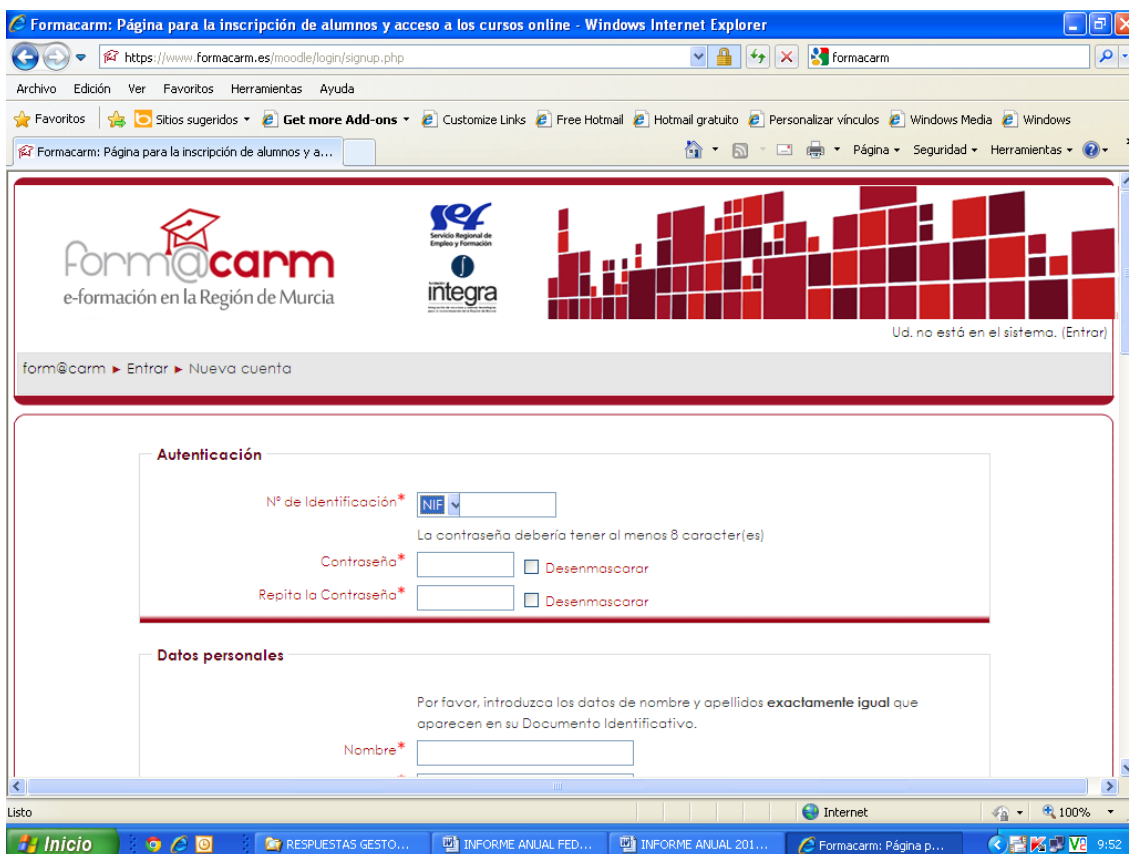 Formacarm: Página para la inscripción de alumnos y acceso a los cursos online - Windows Internet Explorer
https://www.formacarm.es/moodle/login/signup.php
formacarm
Archivo Edición Ver Favoritos Herramientas Ayuda
Favoritos Sitios sugeridos Get more Add-ons Customize Links Free Hotmail Hotmail gratuito Personalizar vínculos Windows Media Windows
Formacarm: Página para la inscripción de alumnos y a...
Página Seguridad Herramientas
form@carm
e-formación en la Región de Murcia
sef
Servicio Regional de
Empleo y Formación
integra
Ud. no está en el sistema. (Entrar)
form@carm ► Entrar ► Nueva cuenta
Autenticación
Nº de Identificación* NIF
La contraseña debería tener al menos 8 caracter(es)
Contraseña* Desenmascarar
Repita la Contraseña* Desenmascarar
Datos personales
Por favor, introduzca los datos de nombre y apellidos exactamente igual que
aparecen en su Documento Identificativo.
Nombre*
Listo Internet 100%
Inicio RESPUESTAS GESTO... INFORME ANUAL FED... INFORME ANUAL 201... Formacarm: Página p... 9:52